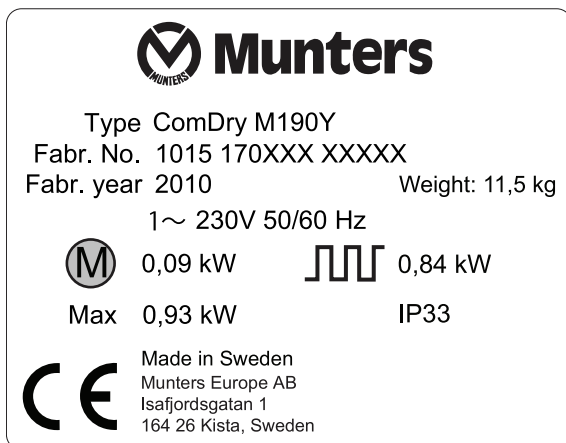 MUNTERS Munters
Type ComDry M190Y
Fabr. No. 1015 170XXX XXXXX
Fabr. year 2010 Weight: 11,5 kg
1~ 230V 50/60 Hz
M 0,09 kW 0,84 kW
Max 0,93 kW IP33
CE
Made in Sweden
Munters Europe AB
Isafjordsgatan 1
164 26 Kista, Sweden